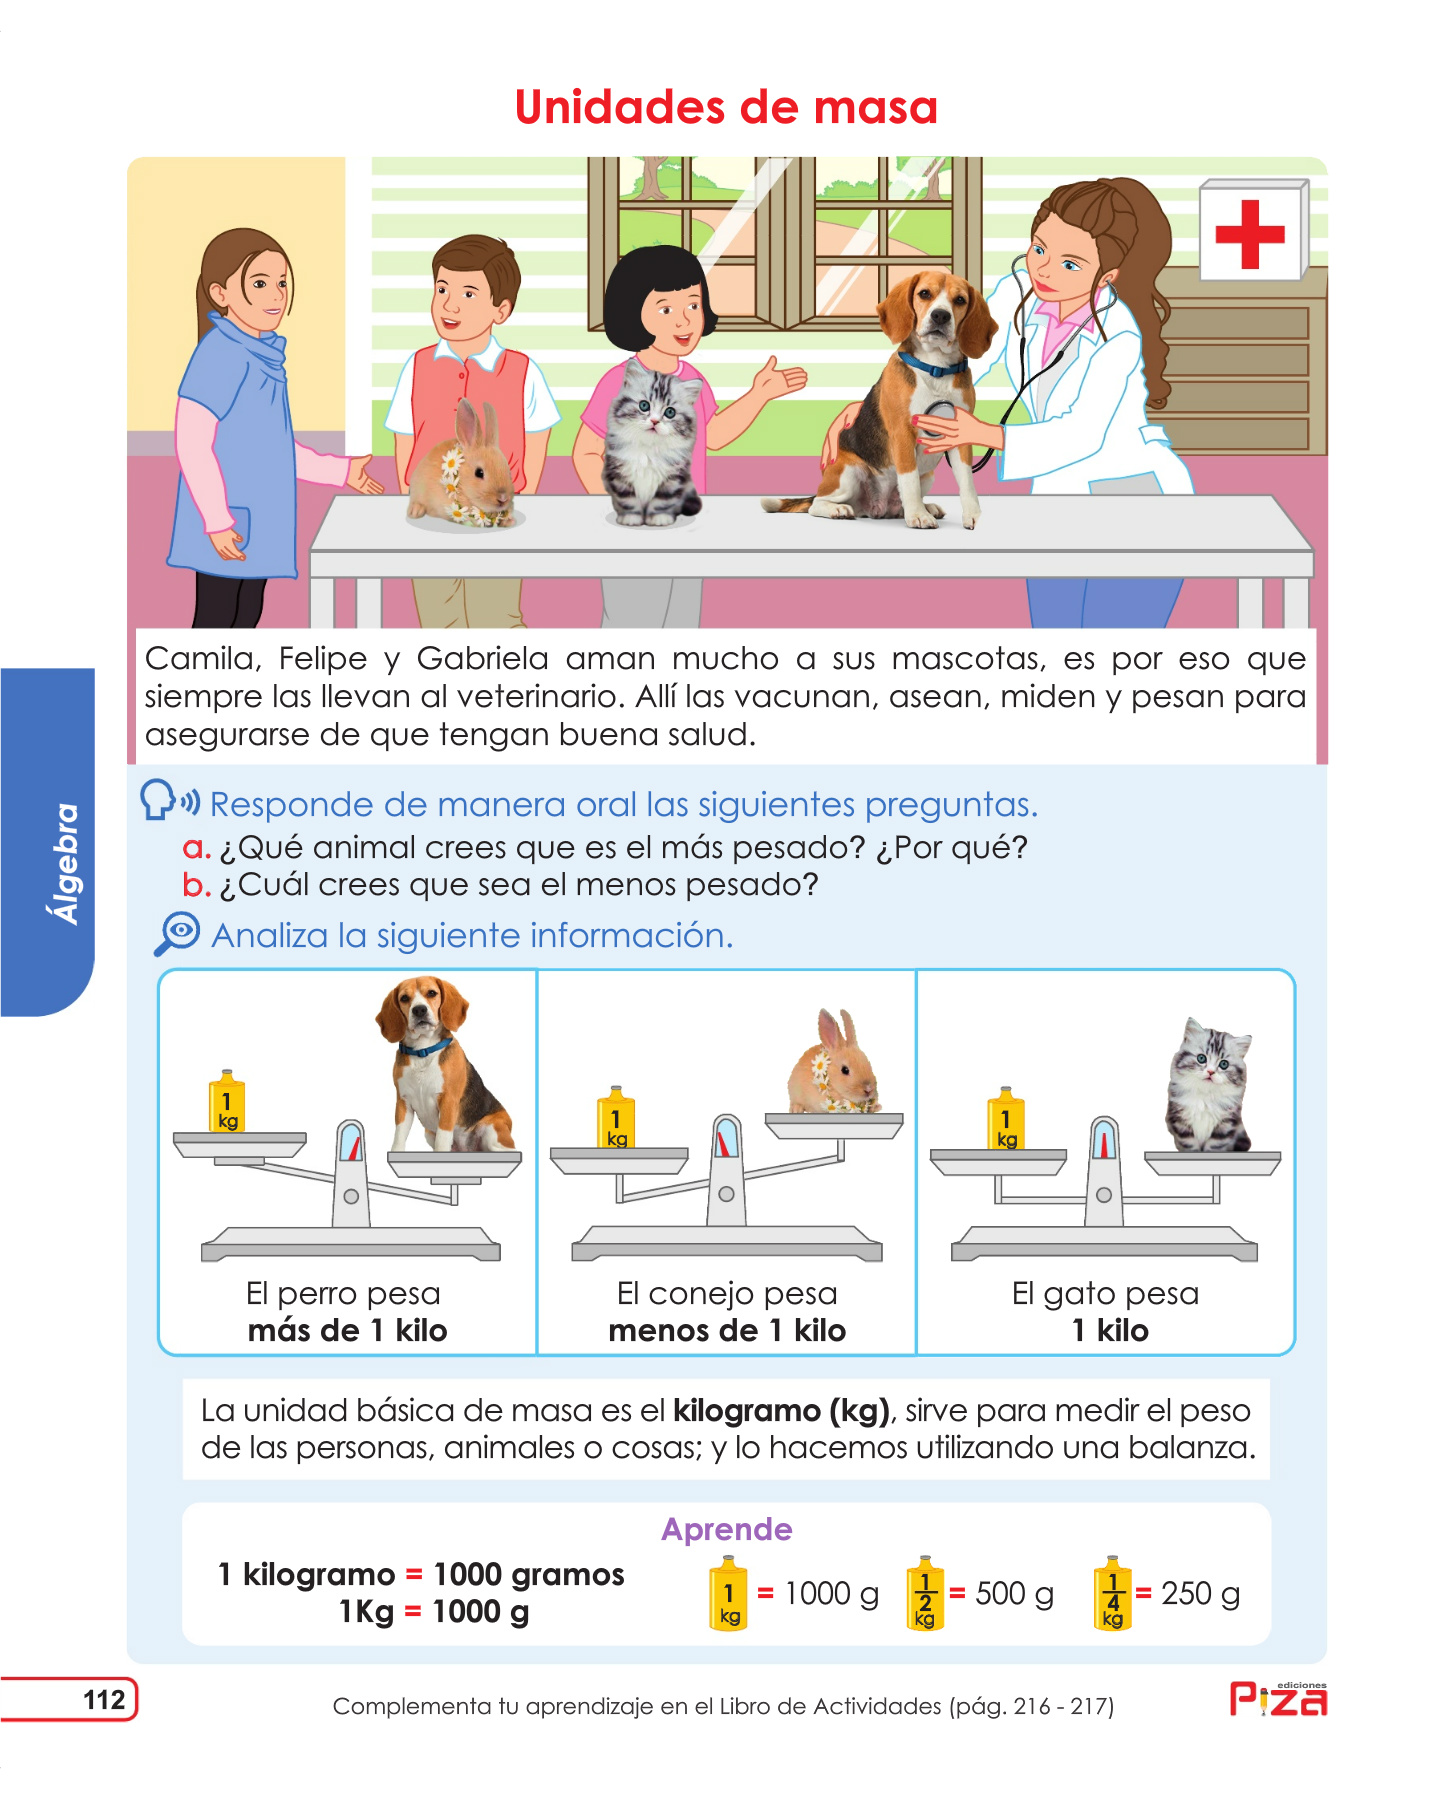 Unidades de masa
Camila, Felipe y Gabriela aman mucho a sus mascotas, es por eso que
siempre las llevan al veterinario. Allí las vacunan, asean, miden y pesan para
asegurarse de que tengan buena salud.
Álgebra
Responde de manera oral las siguientes preguntas.
a. ¿Qué animal crees que es el más pesado? ¿Por qué?
b. ¿Cuál crees que sea el menos pesado?
Analiza la siguiente información.
1
kg
El perro pesa
más de 1 kilo
1
kg
El conejo pesa
menos de 1 kilo
1
kg
El gato pesa
1 kilo
La unidad básica de masa es el kilogramo (kg), sirve para medir el peso
de las personas, animales o cosas; y lo hacemos utilizando una balanza.
Aprende
1 kilogramo = 1000 gramos
1Kg = 1000 g
1 kg = 1000 g
1/2 kg = 500 g
1/4 kg = 250 g
112
Complementa tu aprendizaje en el Libro de Actividades (pág. 216 - 217)
ediciones
Piza